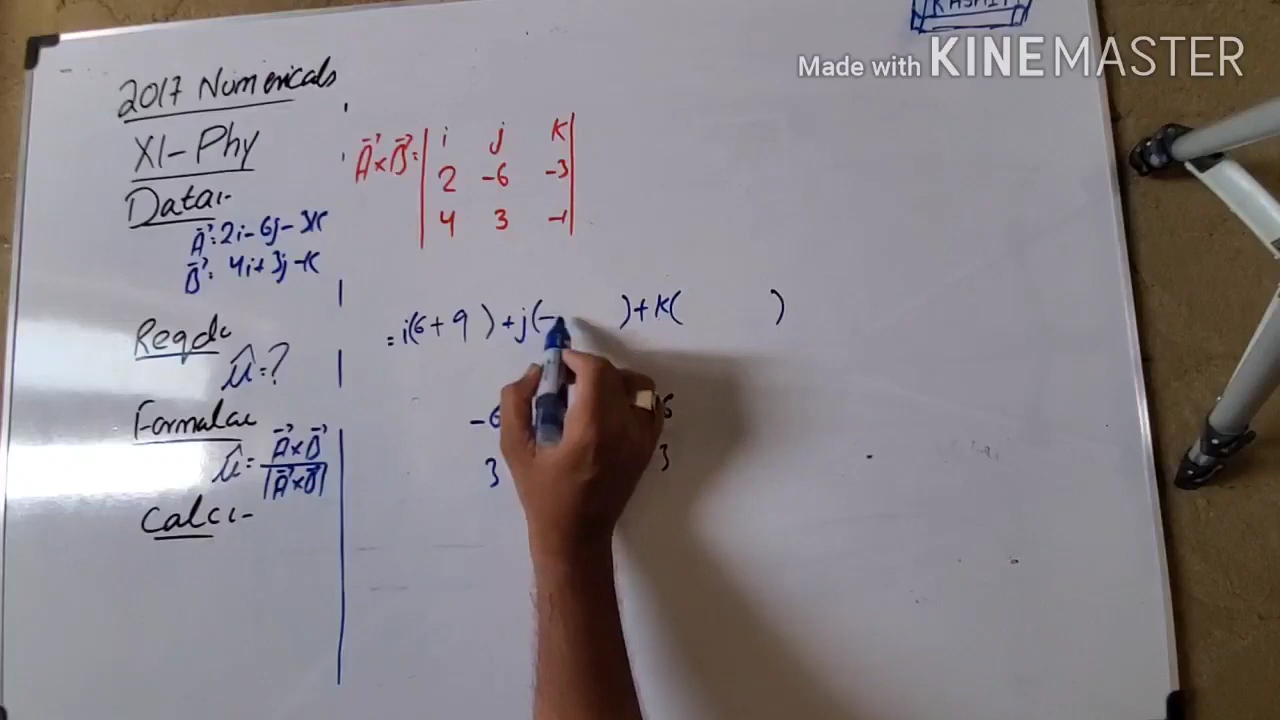 Made with KINEMASTER
2017 Numericals
XI-Phy
Data:-
A⃗ = 2i - 6j - 3K
B⃗ = 4i + 3j - K
Reqd:
û = ?
Formulae
û = A⃗×B⃗ / |A⃗×B⃗|
Calc:-
A⃗×B⃗ = | i j K |
2 -6 -3
4 3 -1
= i(6+9) + j(- ) + K( )
-6
3 3